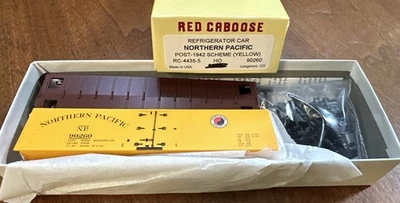 RED CABOOSE
REFRIGERATOR CAR
NORTHERN PACIFIC
POST-1942 SCHEME (YELLOW)
RC-4435-5 HO 90260
Made in USA Longmont, CO
NORTHERN PACIFIC
N.P.
90260